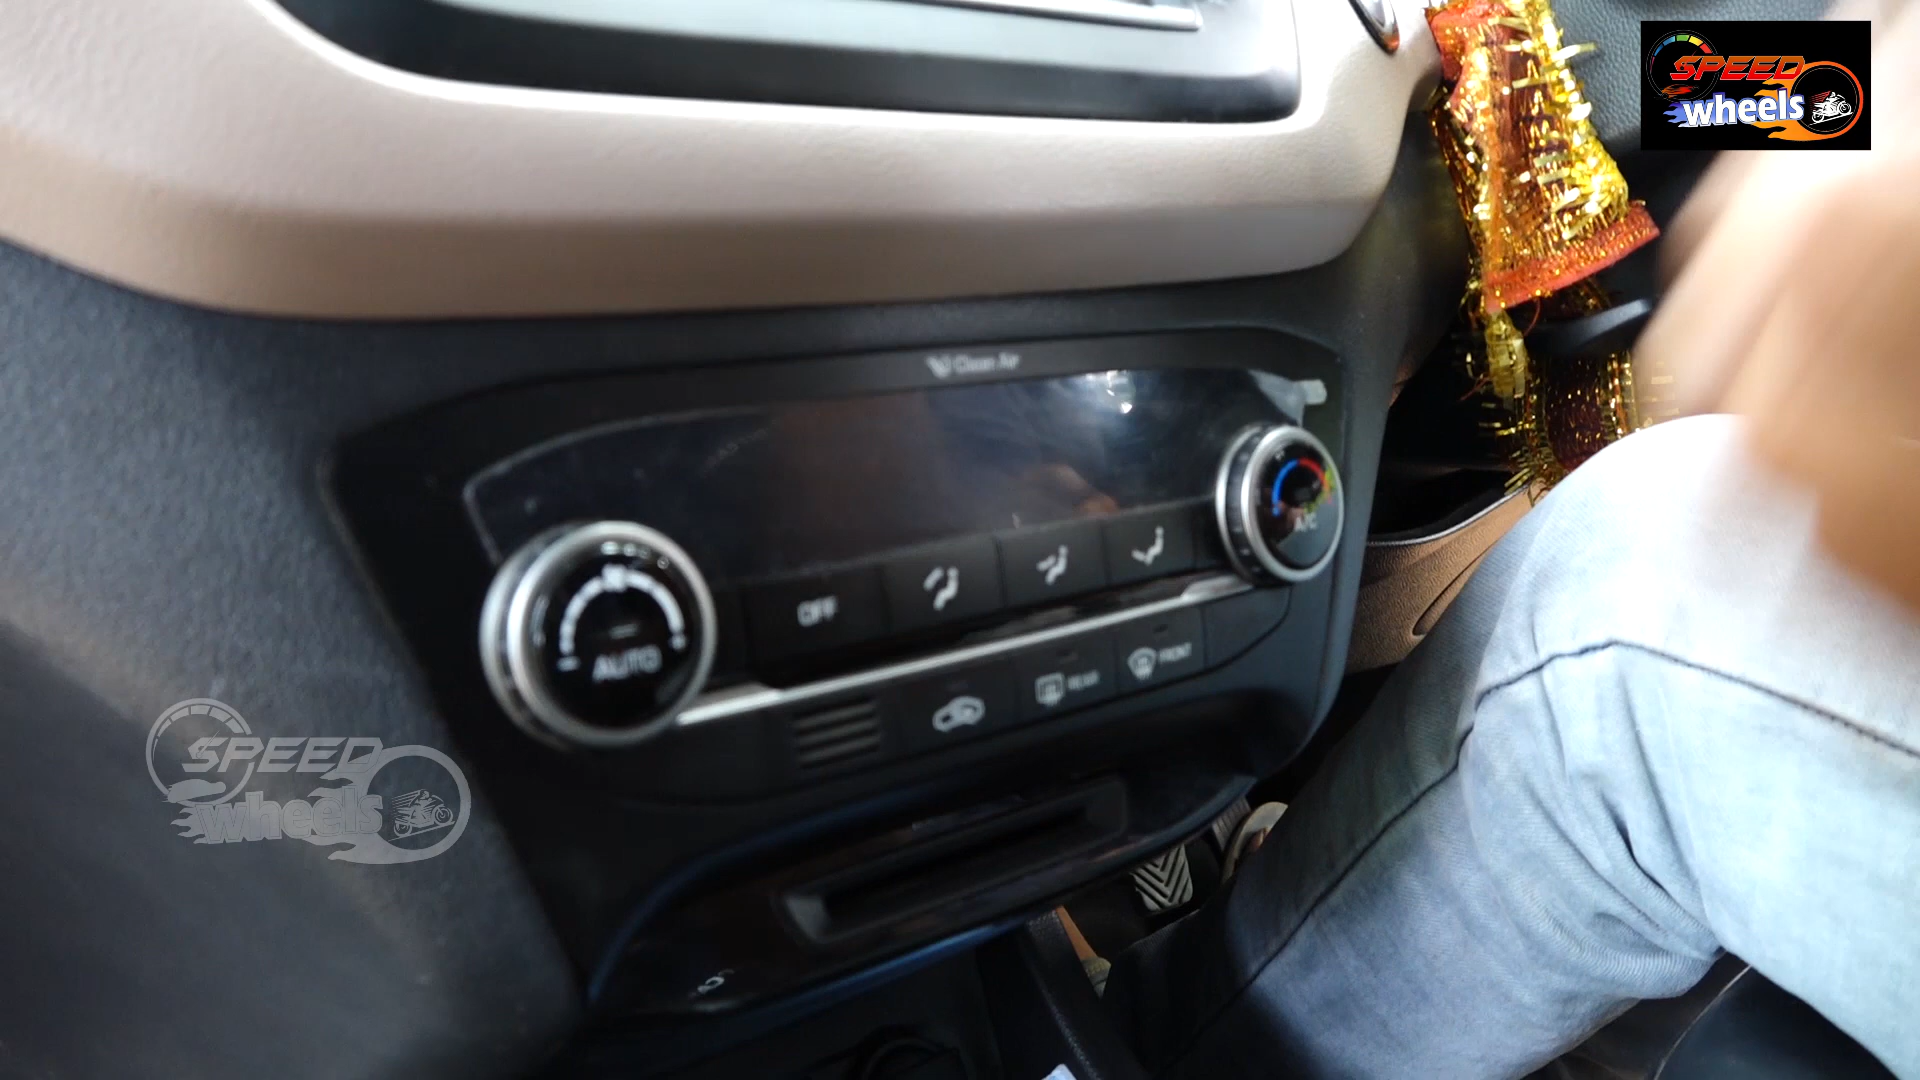 SPEED
wheels
Clean Air
A/C
OFF
AUTO
REAR
FRONT
SPEED
wheels